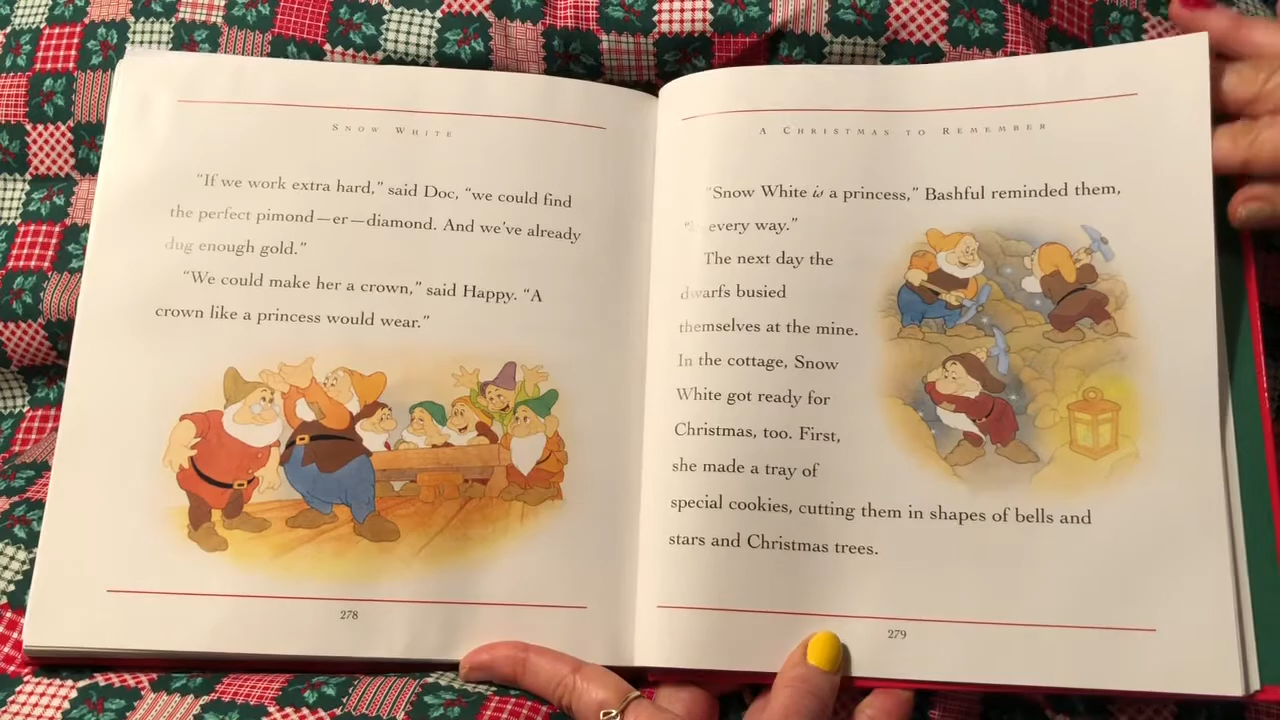 SNOW WHITE
“If we work extra hard,” said Doc, “we could find
the perfect pimond—er—diamond. And we’ve already
dug enough gold.”
“We could make her a crown,” said Happy. “A
crown like a princess would wear.”
278
A CHRISTMAS TO REMEMBER
“Snow White is a princess,” Bashful reminded them,
every way.”
The next day the
dwarfs busied
themselves at the mine.
In the cottage, Snow
White got ready for
Christmas, too. First,
she made a tray of
special cookies, cutting them in shapes of bells and
stars and Christmas trees.
279